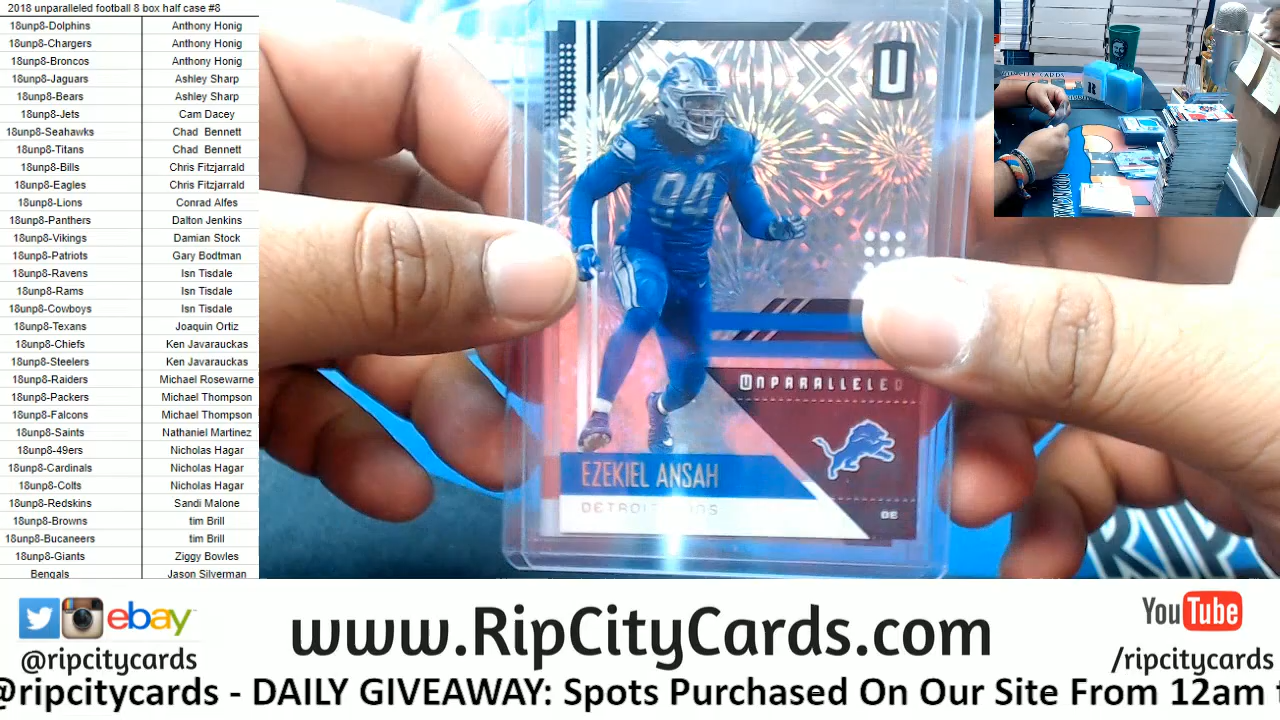 2018 unparalleled football 8 box half case #8
18unp8-Dolphins Anthony Honig
18unp8-Chargers Anthony Honig
18unp8-Broncos Anthony Honig
18unp8-Jaguars Ashley Sharp
18unp8-Bears Ashley Sharp
18unp8-Jets Cam Dacey
18unp8-Seahawks Chad Bennett
18unp8-Titans Chad Bennett
18unp8-Bills Chris Fitzjarrald
18unp8-Eagles Chris Fitzjarrald
18unp8-Lions Conrad Alfes
18unp8-Panthers Dalton Jenkins
18unp8-Vikings Damian Stock
18unp8-Patriots Gary Bodtman
18unp8-Ravens Isn Tisdale
18unp8-Rams Isn Tisdale
18unp8-Cowboys Isn Tisdale
18unp8-Texans Joaquin Ortiz
18unp8-Chiefs Ken Javarauckas
18unp8-Steelers Ken Javarauckas
18unp8-Raiders Michael Rosewarne
18unp8-Packers Michael Thompson
18unp8-Falcons Michael Thompson
18unp8-Saints Nathaniel Martinez
18unp8-49ers Nicholas Hagar
18unp8-Cardinals Nicholas Hagar
18unp8-Colts Nicholas Hagar
18unp8-Redskins Sandi Malone
18unp8-Browns tim Brill
18unp8-Bucaneers tim Brill
18unp8-Giants Ziggy Bowles
Bengals Jason Silverman
U
94
UNPARALLELED
EZEKIEL ANSAH
DETROIT LIONS
DE
RIP
ebay
@ripcitycards
www.RipCityCards.com
YouTube
/ripcitycards
@ripcitycards - DAILY GIVEAWAY: Spots Purchased On Our Site From 12am